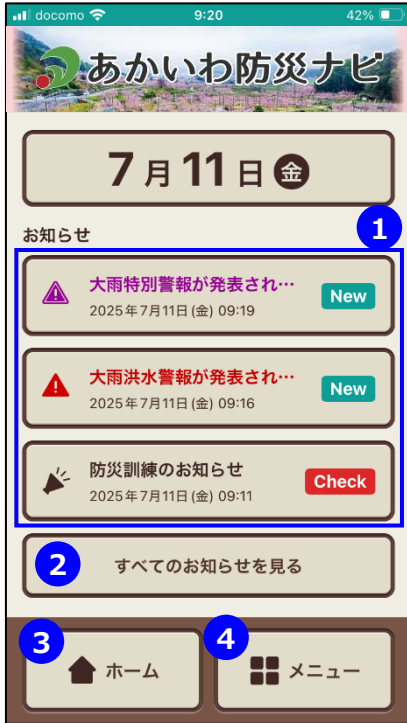 docomo 9:20 42%
あかいわ防災ナビ
7月11日 金
1
お知らせ
大雨特別警報が発表され…
2025年7月11日(金) 09:19
New
大雨洪水警報が発表され…
2025年7月11日(金) 09:16
New
防災訓練のお知らせ
2025年7月11日(金) 09:11
Check
2
すべてのお知らせを見る
3
ホーム
4
メニュー